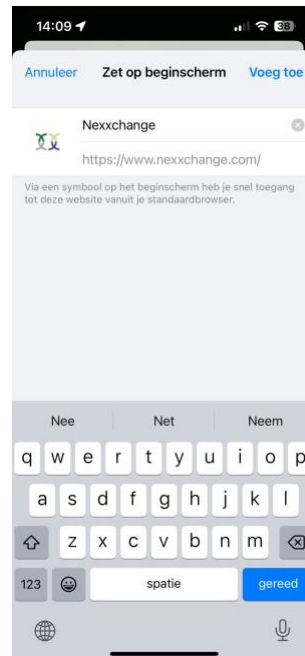 14:09
38
Annuleer Zet op beginscherm Voeg toe
Nexxchange
https://www.nexxchange.com/
Via een symbool op het beginscherm heb je snel toegang
tot deze website vanuit je standaardbrowser.
Nee Net Neem
q w e r t y u i o p
a s d f g h j k l
z x c v b n m
123 spatie gereed